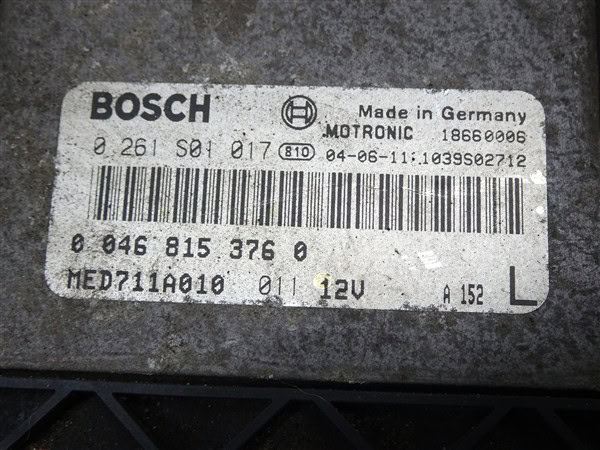 BOSCH Made in Germany
MOTRONIC 18660006
0 261 S01 017 810 04-06-11:1039S02712
0 046 815 376 0
MED711A010 011 12V A 152 L